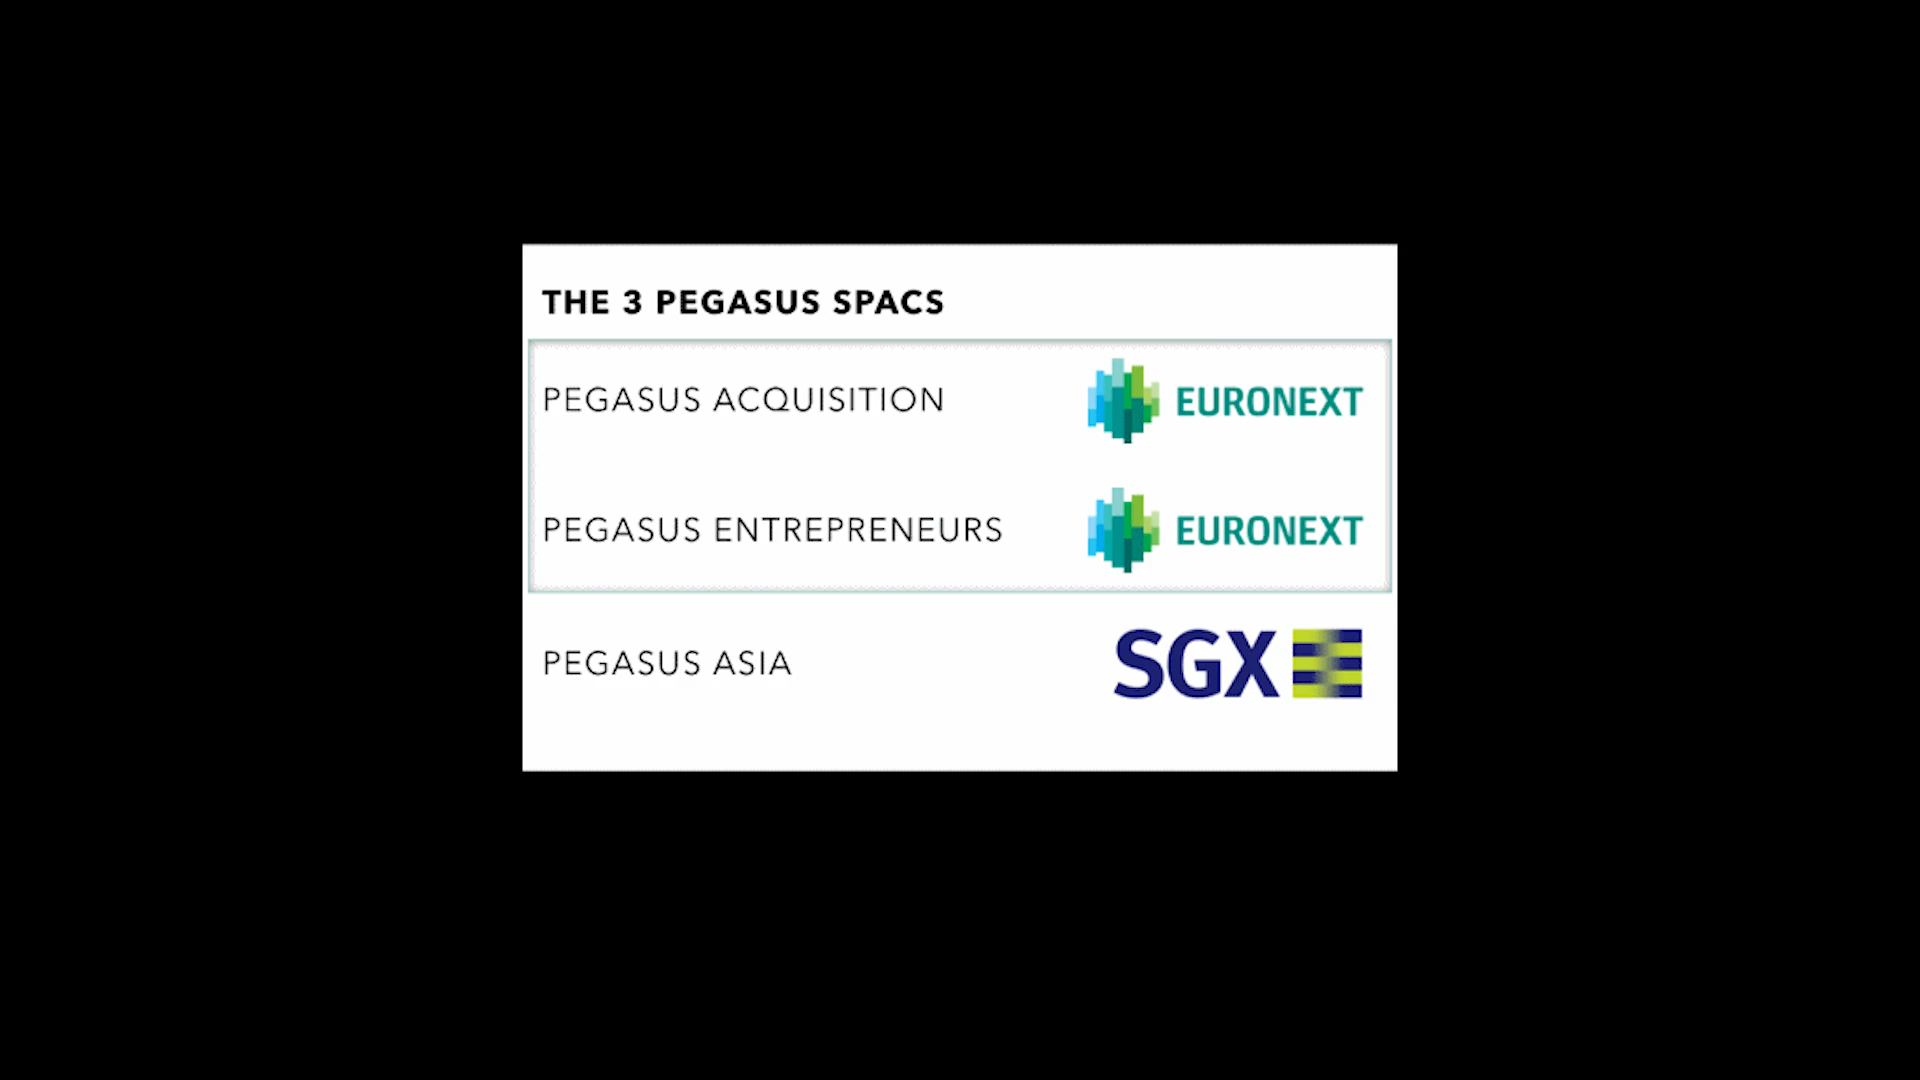 THE 3 PEGASUS SPACS
PEGASUS ACQUISITION EURONEXT
PEGASUS ENTREPRENEURS EURONEXT
PEGASUS ASIA SGX